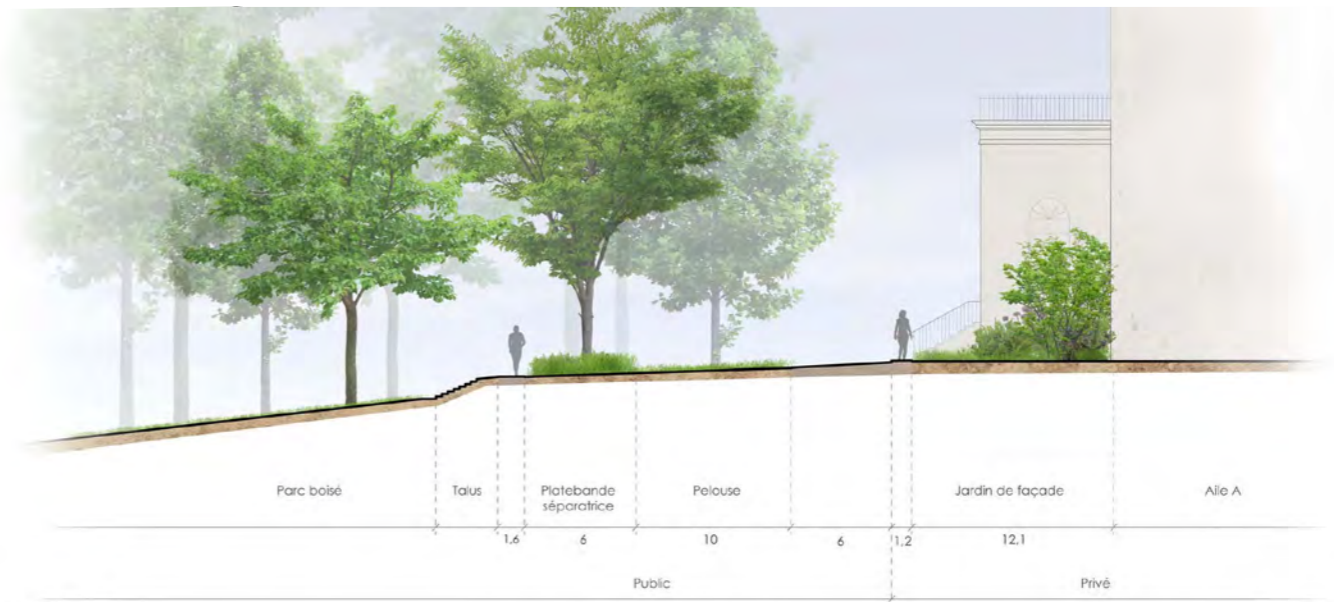 Parc boisé
Talus
Platebande
séparatrice
Pelouse
Jardin de façade
Aile A
1,6
6
10
6
1,2
12,1
Public
Privé